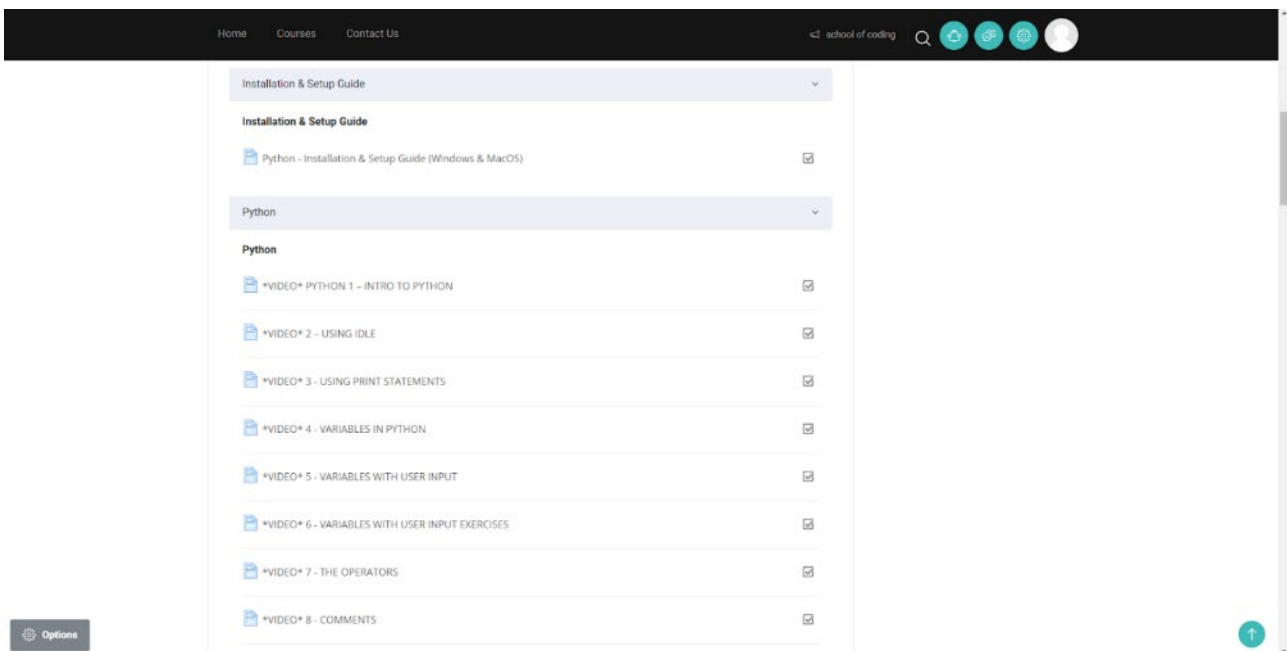 Home Courses Contact Us school of coding
Installation & Setup Guide
Installation & Setup Guide
Python - Installation & Setup Guide (Windows & MacOS)
Python
Python
*VIDEO* PYTHON 1 – INTRO TO PYTHON
*VIDEO* 2 – USING IDLE
*VIDEO* 3 - USING PRINT STATEMENTS
*VIDEO* 4 - VARIABLES IN PYTHON
*VIDEO* 5 - VARIABLES WITH USER INPUT
*VIDEO* 6 - VARIABLES WITH USER INPUT EXERCISES
*VIDEO* 7 - THE OPERATORS
*VIDEO* 8 - COMMENTS
Options